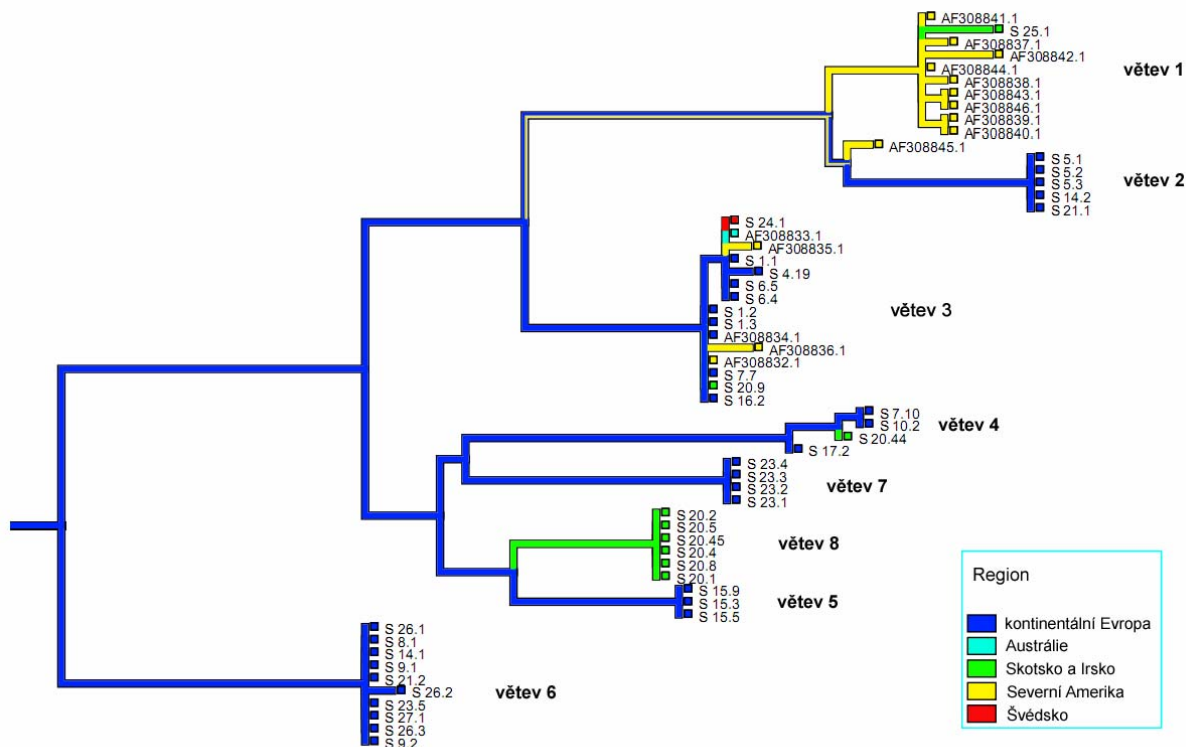 AF308841.1
S 25.1
AF308837.1
AF308842.1
AF308844.1
větev 1
AF308838.1
AF308843.1
AF308846.1
AF308839.1
AF308840.1
AF308845.1
S 5.1
S 5.2
S 5.3
větev 2
S 14.2
S 21.1
S 24.1
AF308833.1
AF308835.1
S 1.1
S 4.19
S 6.5
S 6.4
S 1.2
větev 3
S 1.3
AF308834.1
AF308836.1
AF308832.1
S 7.7
S 20.9
S 16.2
S 7.10
S 10.2
větev 4
S 20.44
S 17.2
S 23.4
S 23.3
S 23.2
větev 7
S 23.1
S 20.2
S 20.5
S 20.45
větev 8
S 20.4
S 20.8
S 20.1
S 15.9
S 15.3
větev 5
S 15.5
S 26.1
S 8.1
S 14.1
S 9.1
S 21.2
S 26.2
větev 6
S 23.5
S 27.1
S 26.3
S 9.2
Region
kontinentální Evropa
Austrálie
Skotsko a Irsko
Severní Amerika
Švédsko